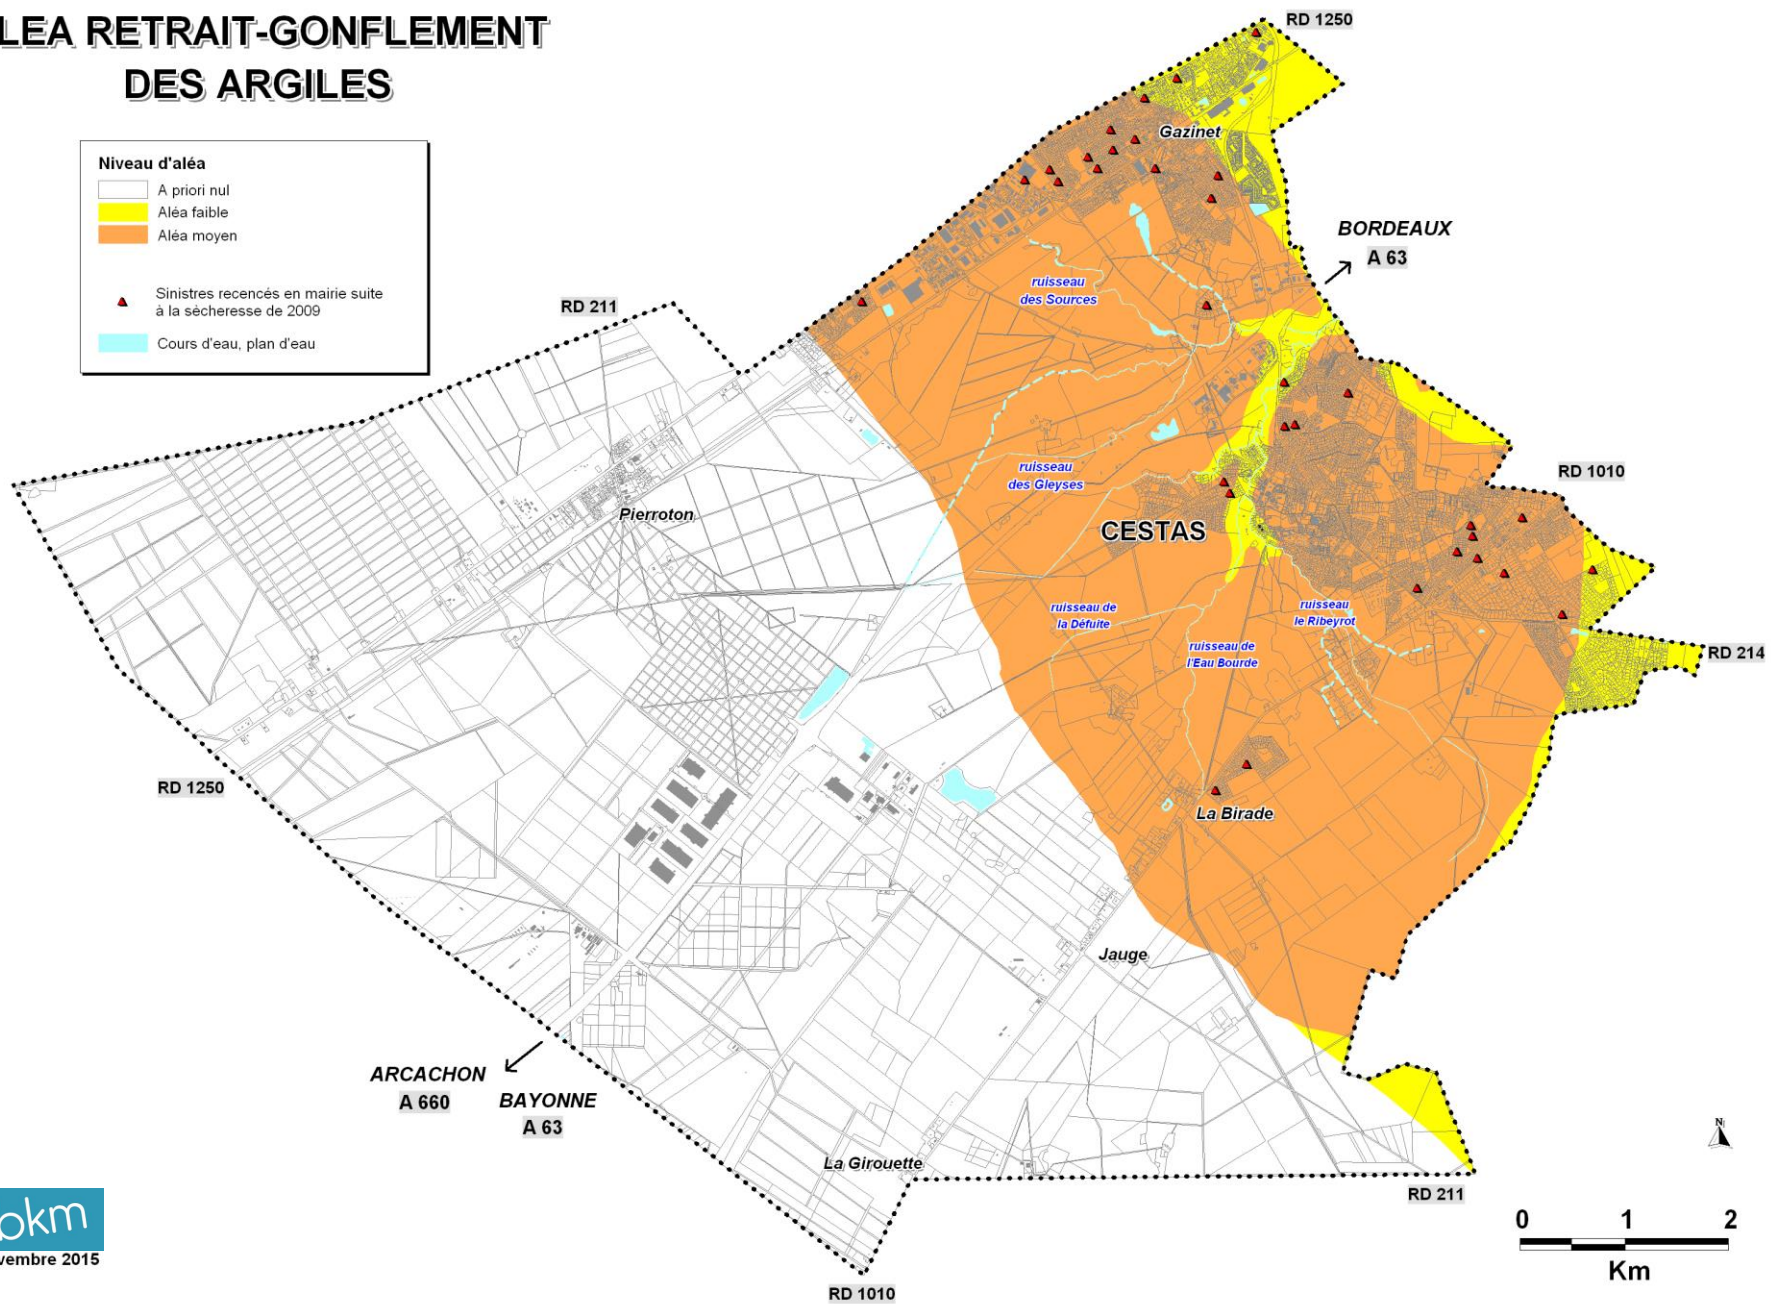 LEA RETRAIT-GONFLEMENT
DES ARGILES
Niveau d'aléa
A priori nul
Aléa faible
Aléa moyen
Sinistres recencés en mairie suite
à la sécheresse de 2009
Cours d'eau, plan d'eau
RD 1250
Gazinet
BORDEAUX
A 63
RD 211
ruisseau
des Sources
ruisseau
des Gleyses
RD 1010
Pierroton
CESTAS
ruisseau de
la Défuite
ruisseau
le Ribeyrot
ruisseau de
l'Eau Bourde
RD 214
RD 1250
La Birade
Jauge
ARCACHON
A 660
BAYONNE
A 63
La Girouette
RD 211
RD 1010
N
0 1 2
Km
bkm
vembre 2015